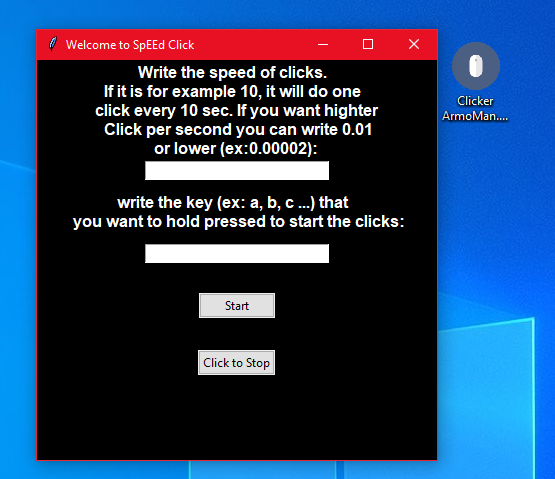 Welcome to SpEEd Click
Write the speed of clicks.
If it is for example 10, it will do one
click every 10 sec. If you want highter
Click per second you can write 0.01
or lower (ex:0.00002):
write the key (ex: a, b, c ...) that
you want to hold pressed to start the clicks:
Start
Click to Stop
Clicker
ArmoMan....